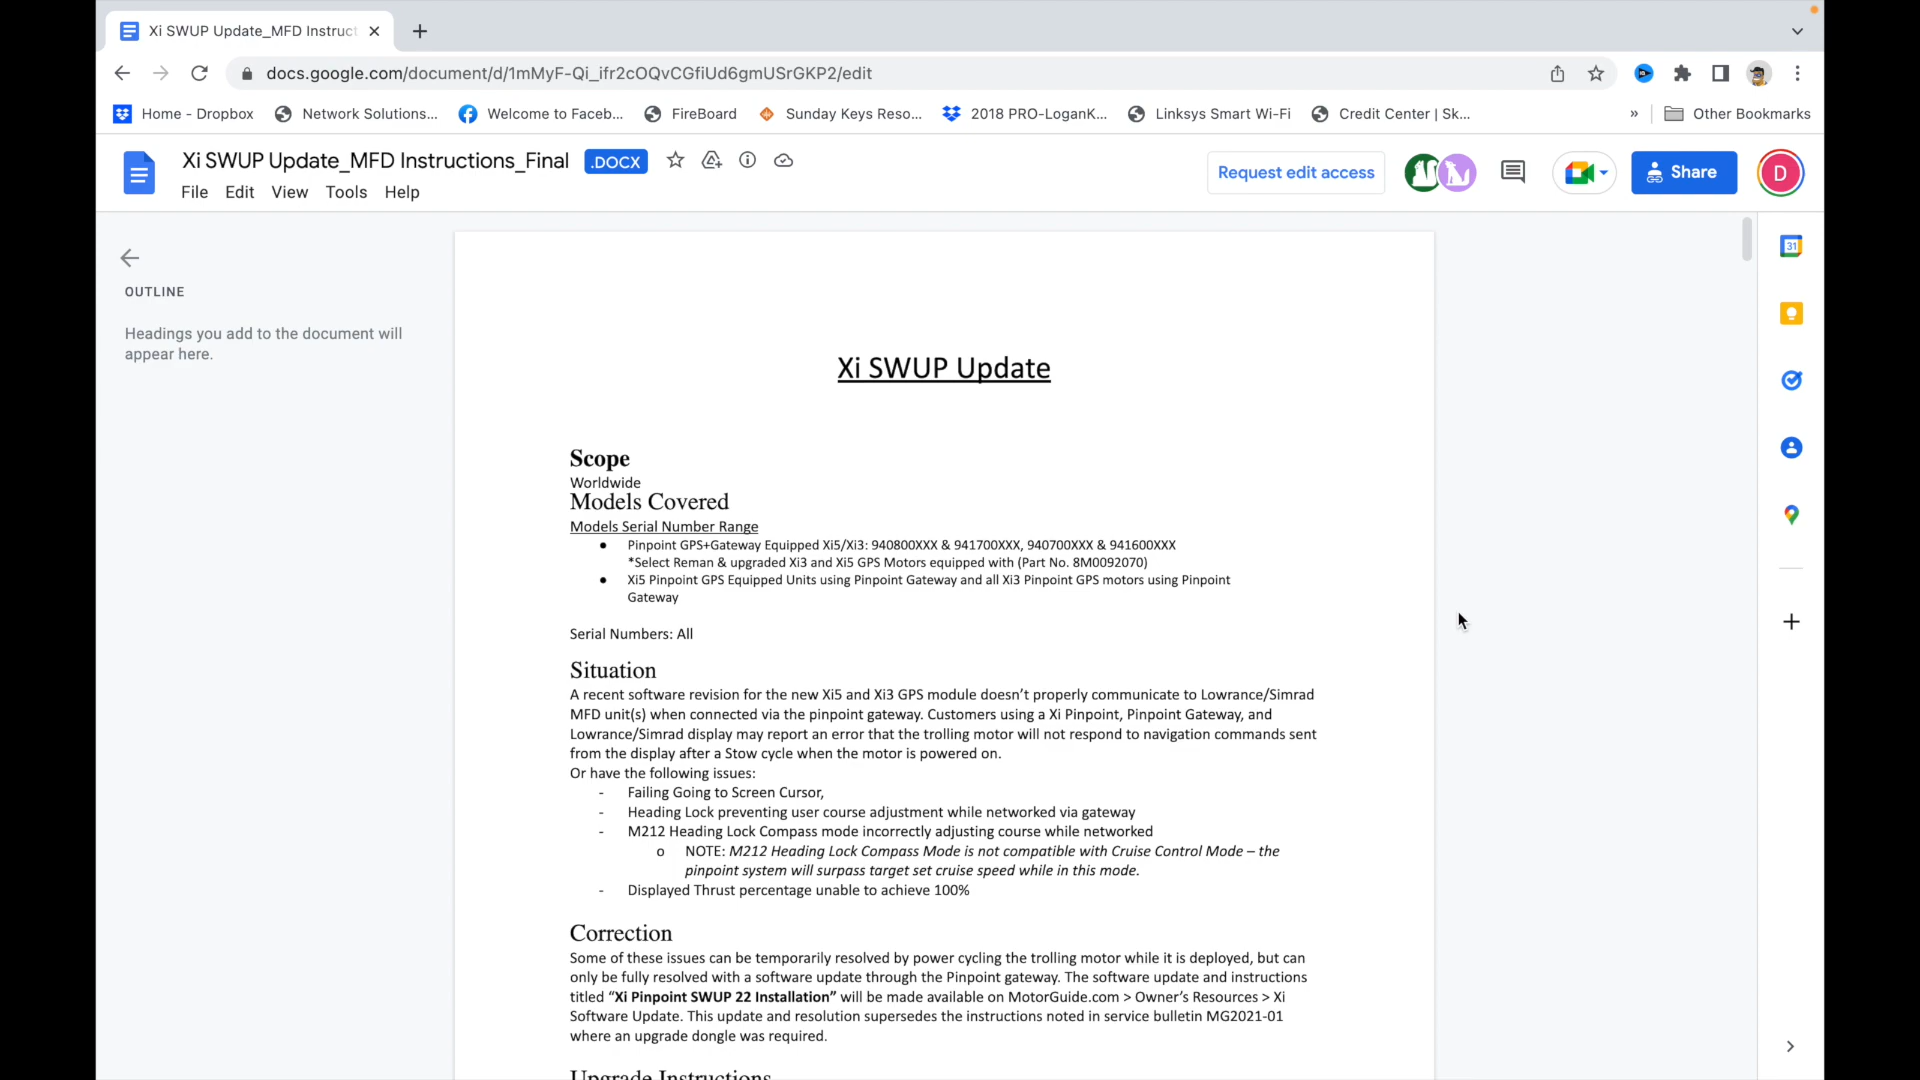 Xi SWUP Update_MFD Instruct
docs.google.com/document/d/1mMyF-Qi_ifr2cOQvCGfiUd6gmUSrGKP2/edit
Home - Dropbox
Network Solutions...
Welcome to Faceb...
FireBoard
Sunday Keys Reso...
2018 PRO-LoganK...
Linksys Smart Wi-Fi
Credit Center | Sk...
»
Other Bookmarks
Xi SWUP Update_MFD Instructions_Final
.DOCX
File
Edit
View
Tools
Help
Request edit access
Share
D
31
OUTLINE
Headings you add to the document will
appear here.
Xi SWUP Update
Scope
Worldwide
Models Covered
Models Serial Number Range
● Pinpoint GPS+Gateway Equipped Xi5/Xi3: 940800XXX & 941700XXX, 940700XXX & 941600XXX
*Select Reman & upgraded Xi3 and Xi5 GPS Motors equipped with (Part No. 8M0092070)
● Xi5 Pinpoint GPS Equipped Units using Pinpoint Gateway and all Xi3 Pinpoint GPS motors using Pinpoint
Gateway
Serial Numbers: All
Situation
A recent software revision for the new Xi5 and Xi3 GPS module doesn’t properly communicate to Lowrance/Simrad
MFD unit(s) when connected via the pinpoint gateway. Customers using a Xi Pinpoint, Pinpoint Gateway, and
Lowrance/Simrad display may report an error that the trolling motor will not respond to navigation commands sent
from the display after a Stow cycle when the motor is powered on.
Or have the following issues:
- Failing Going to Screen Cursor,
- Heading Lock preventing user course adjustment while networked via gateway
- M212 Heading Lock Compass mode incorrectly adjusting course while networked
o NOTE: M212 Heading Lock Compass Mode is not compatible with Cruise Control Mode – the
pinpoint system will surpass target set cruise speed while in this mode.
- Displayed Thrust percentage unable to achieve 100%
Correction
Some of these issues can be temporarily resolved by power cycling the trolling motor while it is deployed, but can
only be fully resolved with a software update through the Pinpoint gateway. The software update and instructions
titled “Xi Pinpoint SWUP 22 Installation” will be made available on MotorGuide.com > Owner’s Resources > Xi
Software Update. This update and resolution supersedes the instructions noted in service bulletin MG2021-01
where an upgrade dongle was required.
Upgrade Instructions